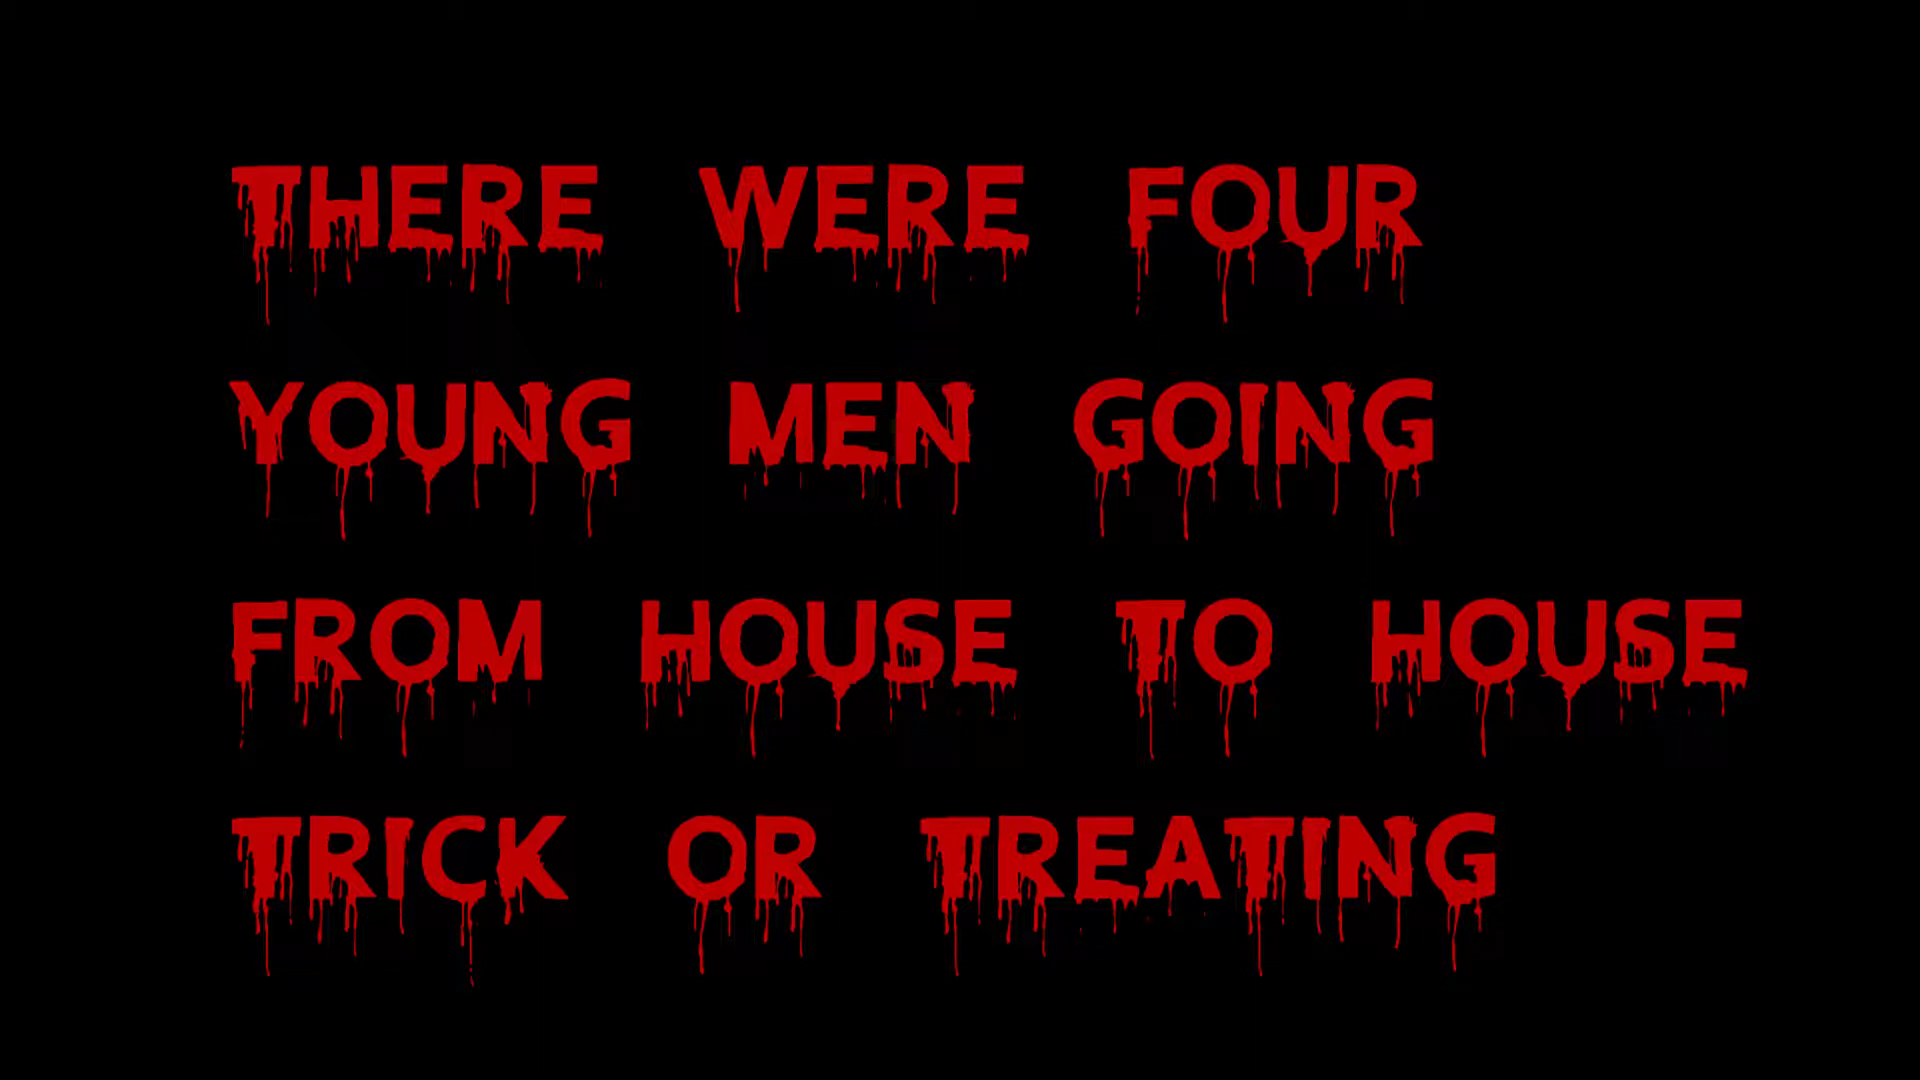 THERE WERE FOUR
YOUNG MEN GOING
FROM HOUSE TO HOUSE
TRICK OR TREATING